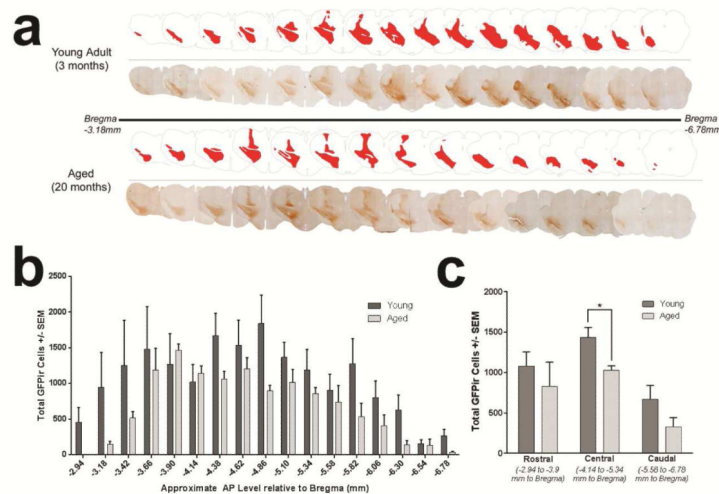 a
Young Adult
(3 months)
Bregma
-3.18mm
Bregma
-6.78mm
Aged
(20 months)
b
Total GFPir Cells +/- SEM
2500
2000
1500
1000
500
0
Young
Aged
-2.94
-3.18
-3.42
-3.66
-3.90
-4.14
-4.38
-4.62
-4.86
-5.10
-5.34
-5.58
-5.82
-6.06
-6.30
-6.54
-6.78
Approximate AP Level relative to Bregma (mm)
c
Total GFPir Cells +/- SEM
2000
1500
1000
500
0
*
Young
Aged
Rostral
(-2.94 to -3.9
mm to Bregma)
Central
(-4.14 to -5.34
mm to Bregma)
Caudal
(-5.58 to -6.78
mm to Bregma)